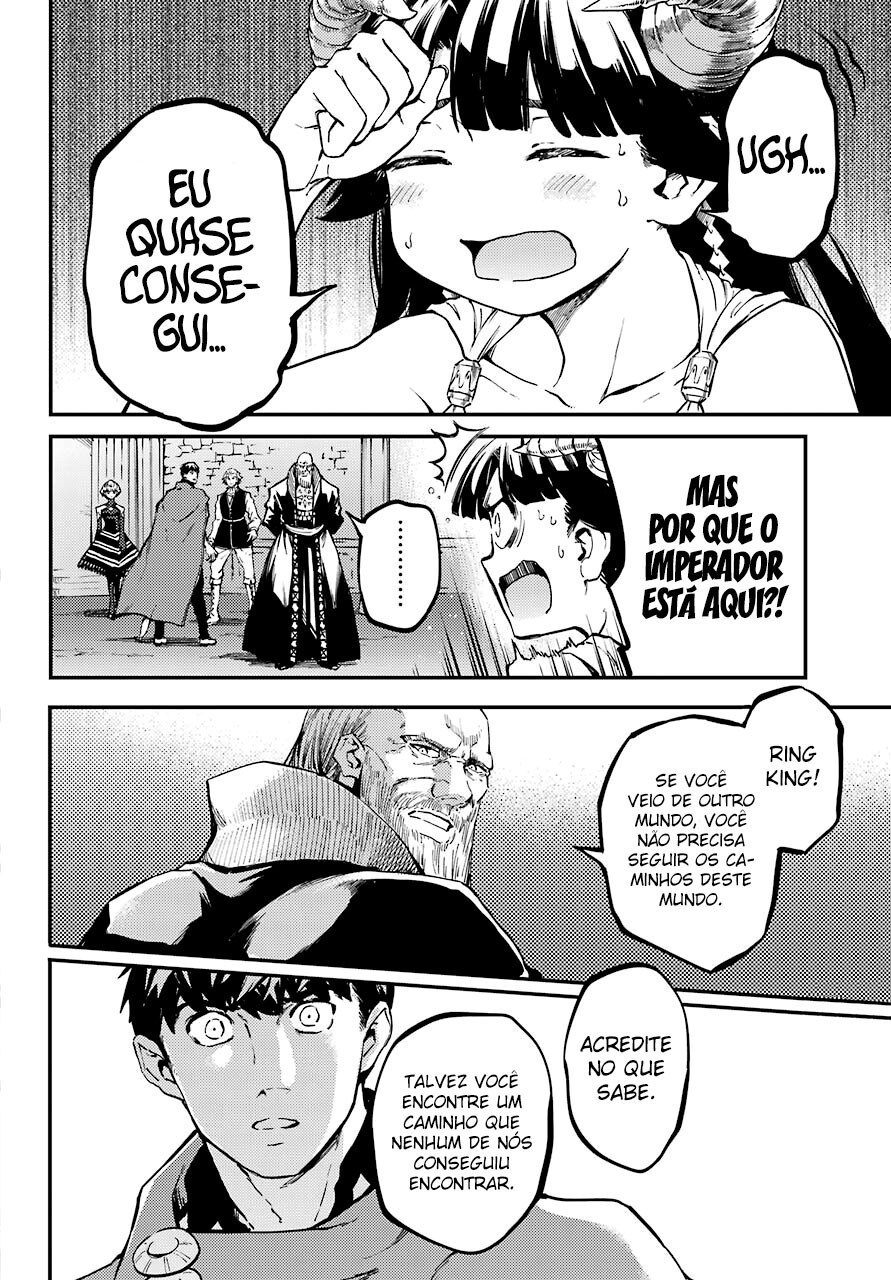 UGH...
EU
QUASE
CONSE-
GUI...
MAS
POR QUE O
IMPERADOR
ESTÁ AQUI?!
........
RING
KING!
SE VOCÊ
VEIO DE OUTRO
MUNDO, VOCÊ
NÃO PRECISA
SEGUIR OS CA-
MINHOS DESTE
MUNDO.
ACREDITE
NO QUE
SABE.
TALVEZ VOCÊ
ENCONTRE UM
CAMINHO QUE
NENHUM DE NÓS
CONSEGUIU
ENCONTRAR.